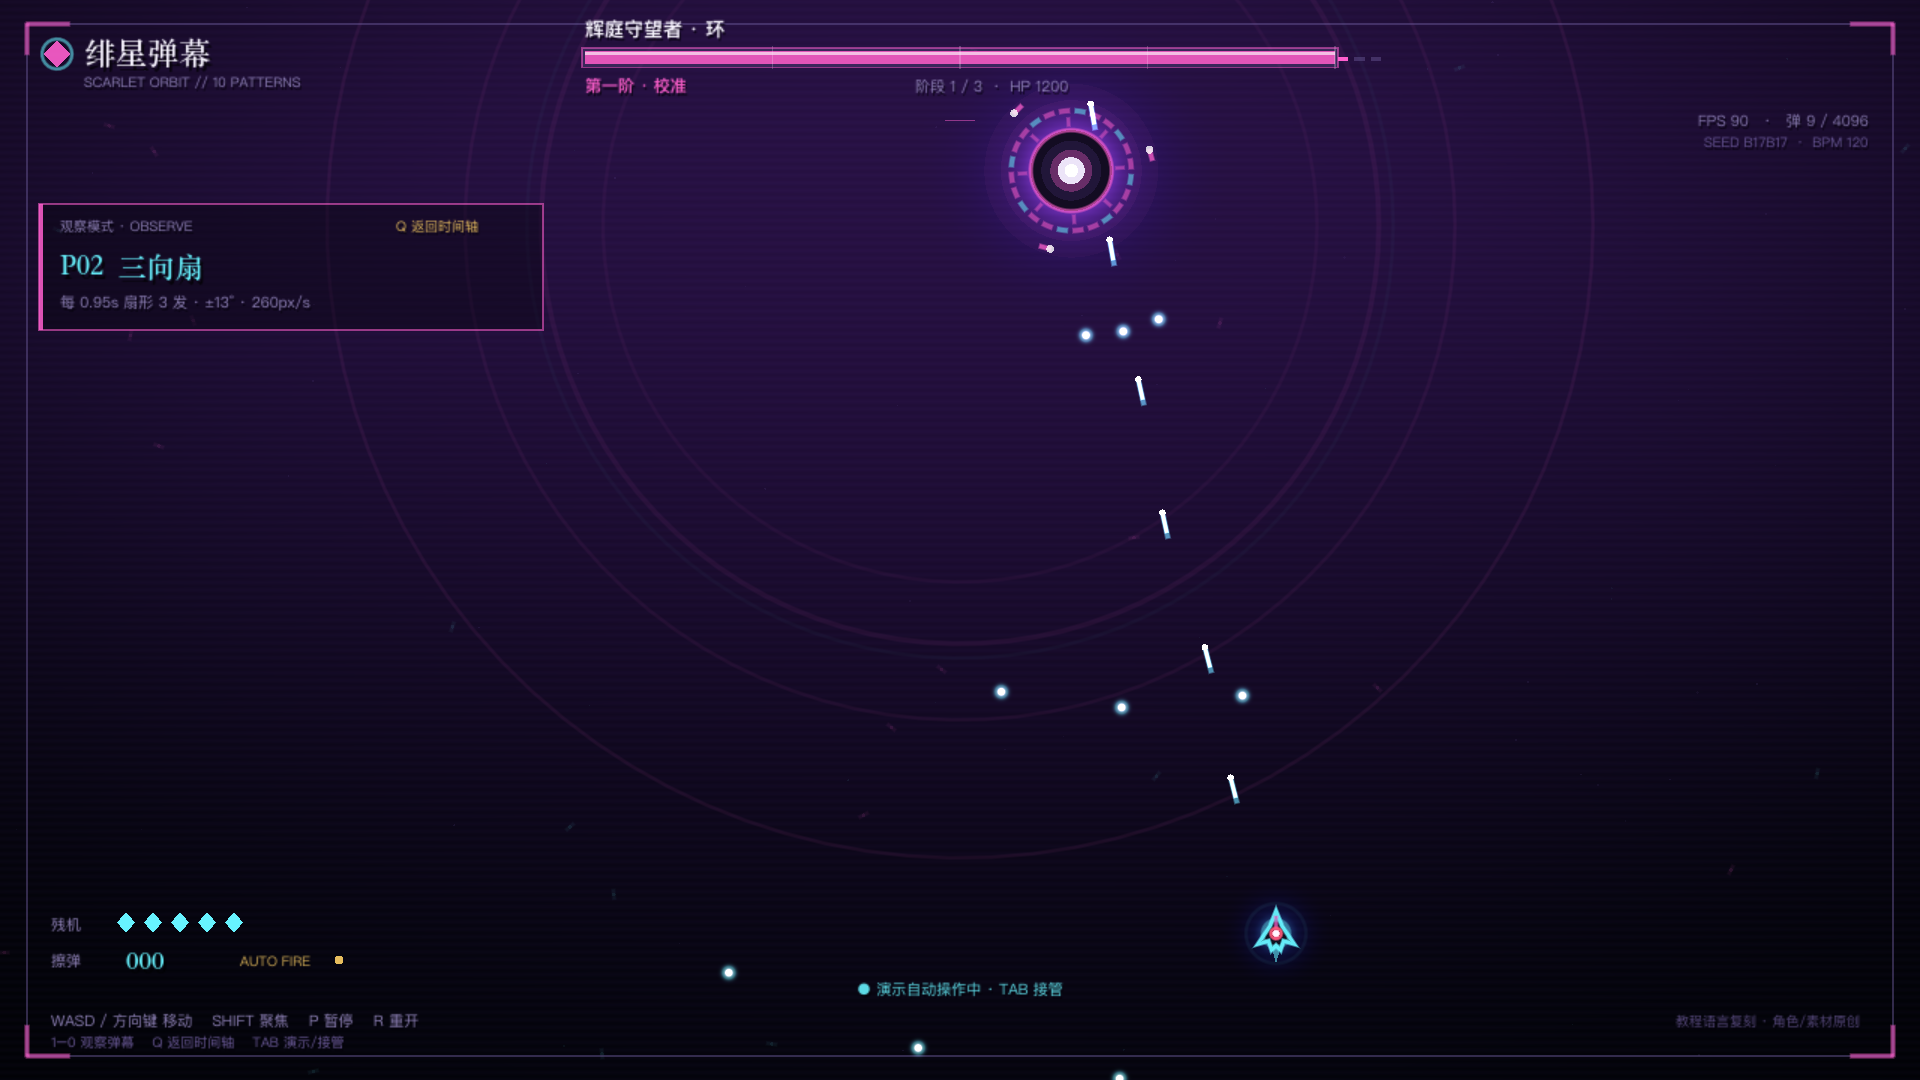 辉庭守望者 · 环
绯星弹幕
SCARLET ORBIT // 10 PATTERNS
第一阶 · 校准
阶段 1 / 3 · HP 1200
FPS 90 · 弹 9 / 4096
SEED B17B17 · BPM 120
观察模式 · OBSERVE
Q 返回时间轴
P02 三向扇
每 0.95s 扇形 3 发 · ±13° · 260px/s
残机
擦弹 000 AUTO FIRE
演示自动操作中 · TAB 接管
WASD / 方向键 移动 SHIFT 聚焦 P 暂停 R 重开
1—0 观察弹幕 Q 返回时间轴 TAB 演示/接管
教程语言复刻 · 角色/素材原创